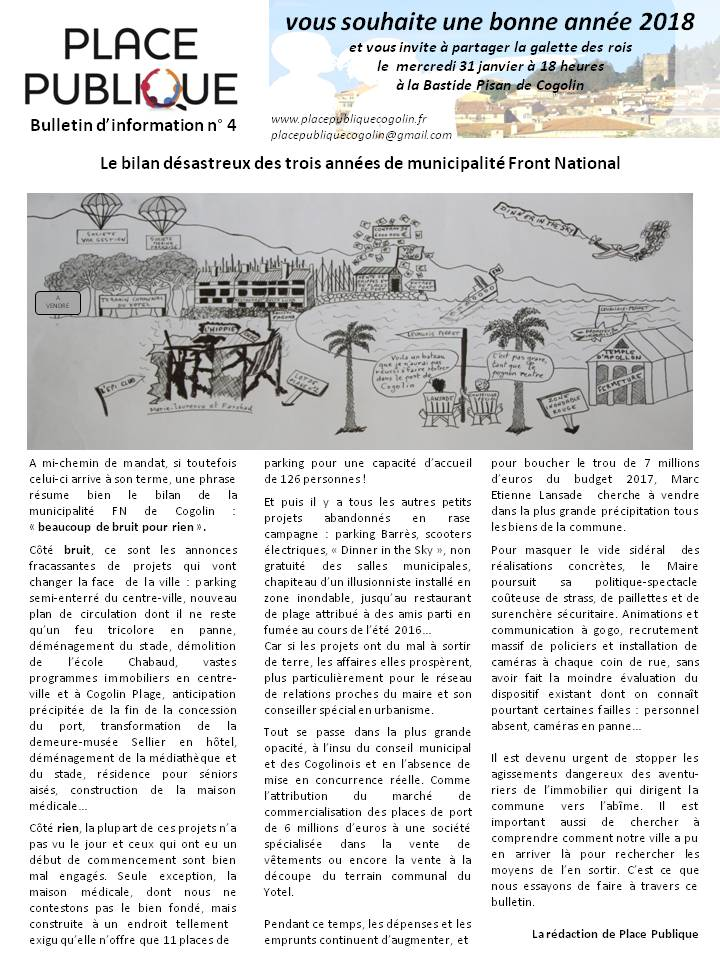 PLACE
PUBLIQUE
Bulletin d'information n° 4
vous souhaite une bonne année 2018
et vous invite à partager la galette des rois
le mercredi 31 janvier à 18 heures
à la Bastide Pisan de Cogolin
www.placepubliquecogolin.fr
placepubliquecogolin@gmail.com
Le bilan désastreux des trois années de municipalité Front National
SOCIETE
VAR GESTION
SOCIETE
DINNER IN THE SKY
A
VENDRE
TERRAIN COMMUNAL
DU YOTEL
L'HIPPIE
L'EPI CLUB
LOT DE
Marie-Laurence et Farshad
LEVALLOIS PERRET
Voilà un bateau
que je n'aurai pas
réussi à faire rentrer
dans le port de
Cogolin
C'est pas grave,
tant que le
pognon rentre
LANSADE
TEMPLE
D'APOLLON
FERMETURE
ZONE
INONDABLE
ROUGE
A mi-chemin de mandat, si toutefois
celui-ci arrive à son terme, une phrase
résume bien le bilan de la
municipalité FN de Cogolin :
« beaucoup de bruit pour rien ».
Côté bruit, ce sont les annonces
fracassantes de projets qui vont
changer la face de la ville : parking
semi-enterré du centre-ville, nouveau
plan de circulation dont il ne reste
qu'un feu tricolore en panne,
déménagement du stade, démolition
de l'école Chabaud, vastes
programmes immobiliers en centre-
ville et à Cogolin Plage, anticipation
précipitée de la fin de la concession
du port, transformation de la
demeure-musée Sellier en hôtel,
déménagement de la médiathèque et
du stade, résidence pour séniors
aisés, construction de la maison
médicale…
Côté rien, la plupart de ces projets n'a
pas vu le jour et ceux qui ont eu un
début de commencement sont bien
mal engagés. Seule exception, la
maison médicale, dont nous ne
contestons pas le bien fondé, mais
construite à un endroit tellement
exigu qu'elle n'offre que 11 places de
parking pour une capacité d'accueil
de 126 personnes !
Et puis il y a tous les autres petits
projets abandonnés en rase
campagne : parking Barrès, scooters
électriques, « Dinner in the Sky », non
gratuité des salles municipales,
chapiteau d'un illusionniste installé en
zone inondable, jusqu'au restaurant
de plage attribué à des amis parti en
fumée au cours de l'été 2016…
Car si les projets ont du mal à sortir
de terre, les affaires elles prospèrent,
plus particulièrement pour le réseau
de relations proches du maire et son
conseiller spécial en urbanisme.
Tout se passe dans la plus grande
opacité, à l'insu du conseil municipal
et des Cogolinois et en l'absence de
mise en concurrence réelle. Comme
l'attribution du marché de
commercialisation des places de port
de 6 millions d'euros à une société
spécialisée dans la vente de
vêtements ou encore la vente à la
découpe du terrain communal du
Yotel.
Pendant ce temps, les dépenses et les
emprunts continuent d'augmenter, et
pour boucher le trou de 7 millions
d'euros du budget 2017, Marc
Etienne Lansade cherche à vendre
dans la plus grande précipitation tous
les biens de la commune.
Pour masquer le vide sidéral des
réalisations concrètes, le Maire
poursuit sa politique-spectacle
coûteuse de strass, de paillettes et de
surenchère sécuritaire. Animations et
communication à gogo, recrutement
massif de policiers et installation de
caméras à chaque coin de rue, sans
avoir fait la moindre évaluation du
dispositif existant dont on connaît
pourtant certaines failles : personnel
absent, caméras en panne…
Il est devenu urgent de stopper les
agissements dangereux des aventu-
riers de l'immobilier qui dirigent la
commune vers l'abîme. Il est
important aussi de chercher à
comprendre comment notre ville a pu
en arriver là pour rechercher les
moyens de l'en sortir. C'est ce que
nous essayons de faire à travers ce
bulletin.
La rédaction de Place Publique